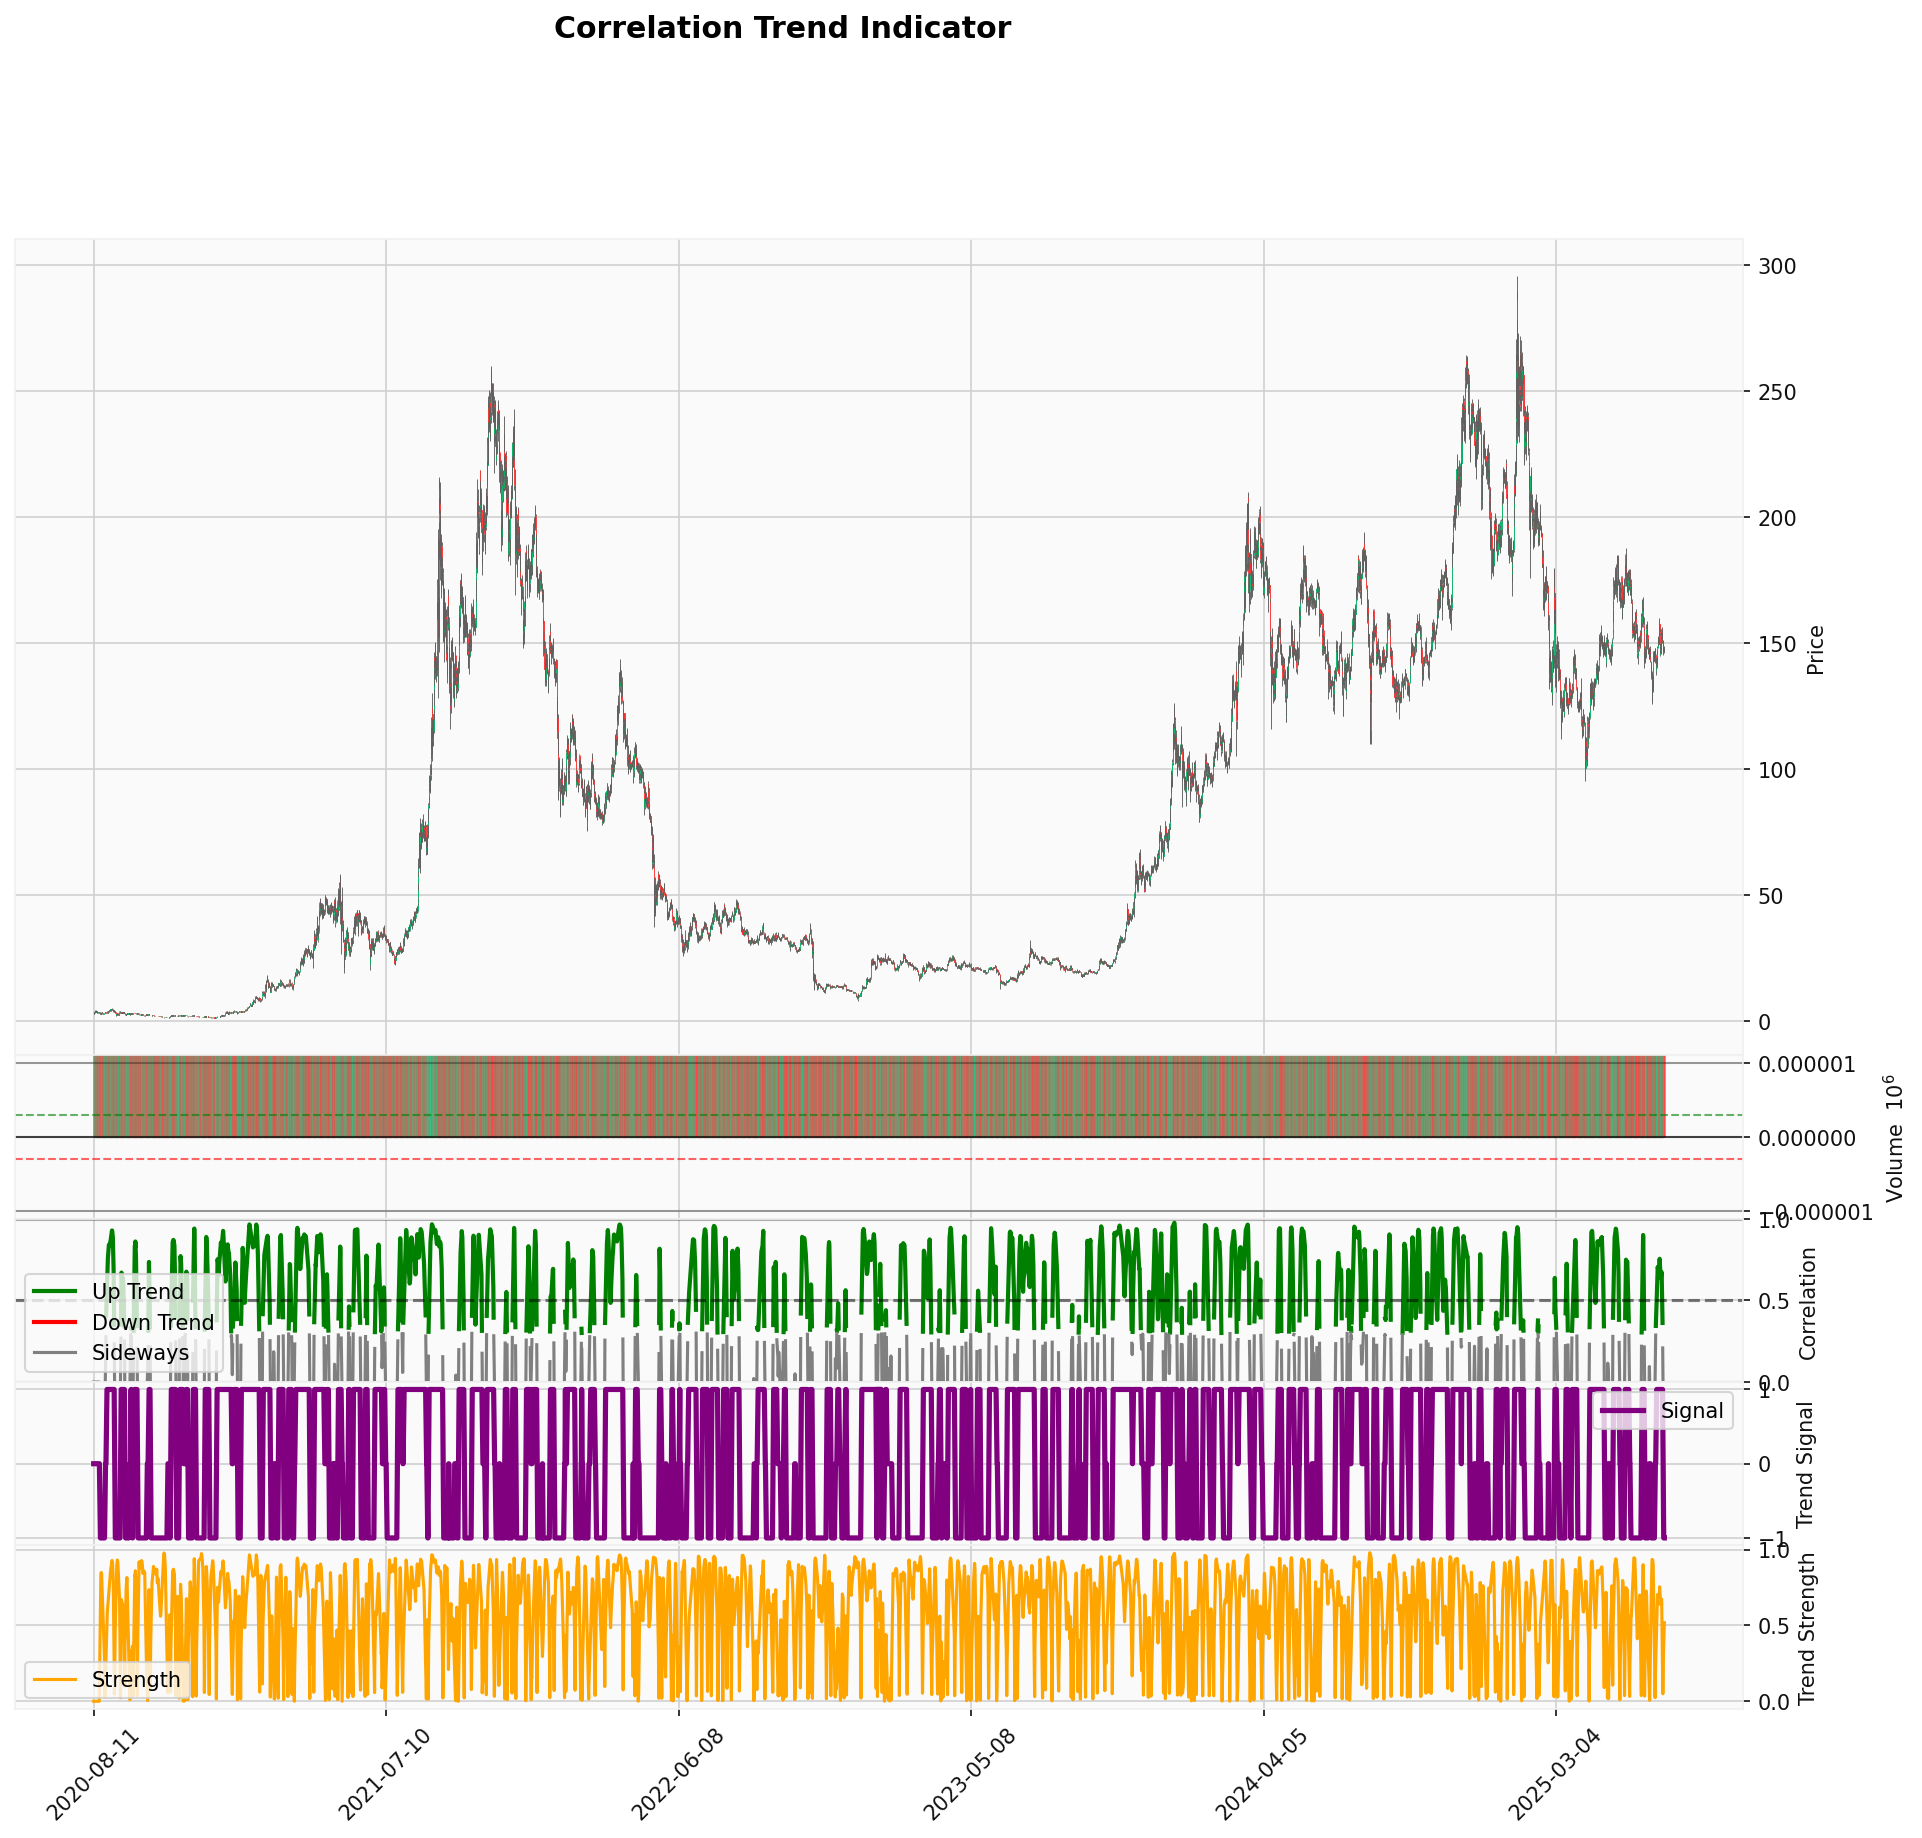 Correlation Trend Indicator
300
250
200
150
100
50
0
Price
0.000001
0.000000
−0.000001
Volume 10^6
1.0
0.5
0.0
Correlation
Up Trend
Down Trend
Sideways
1
0
−1
Trend Signal
Signal
1.0
0.5
0.0
Trend Strength
Strength
2020-08-11
2021-07-10
2022-06-08
2023-05-08
2024-04-05
2025-03-04